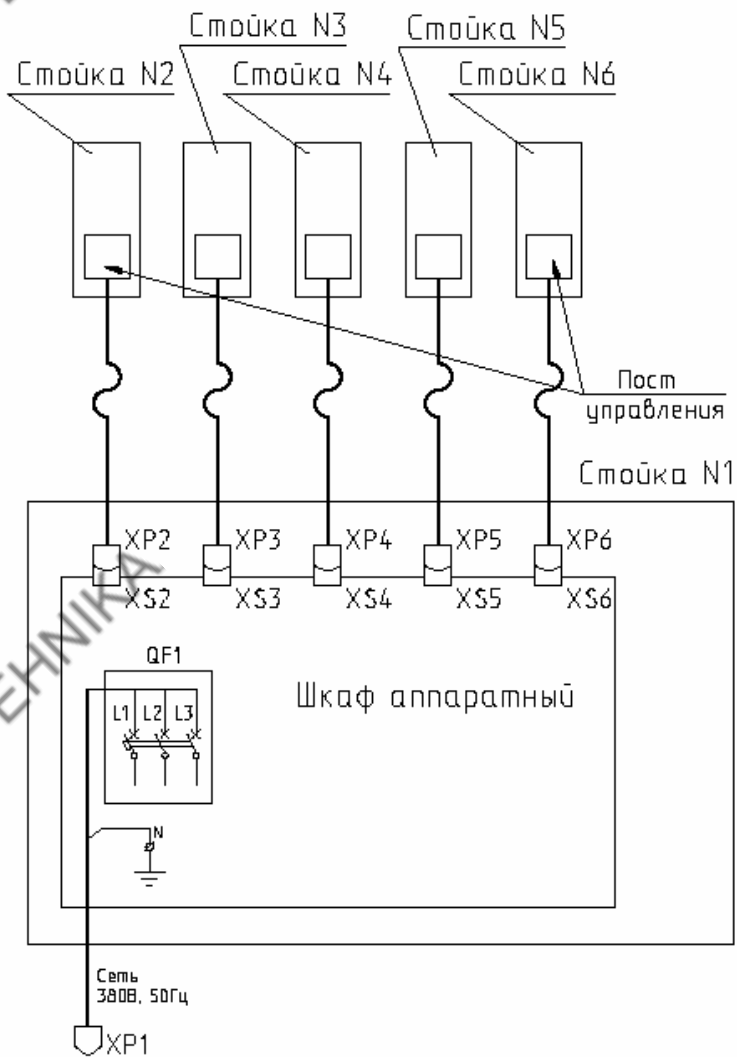 Стойка N3
Стойка N5
Стойка N2
Стойка N4
Стойка N6
Пост
управления
Стойка N1
XP2
XP3
XP4
XP5
XP6
XS2
XS3
XS4
XS5
XS6
QF1
Шкаф аппаратный
L1
L2
L3
N
Сеть
380В, 50Гц
XP1
EHNIKA